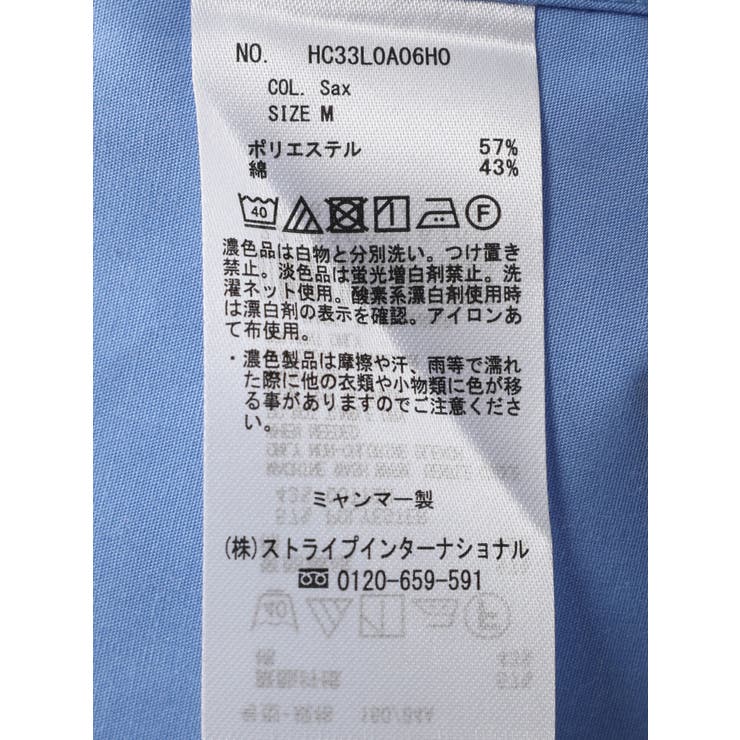 NO. HC33L0A06H0
COL. Sax
SIZE M
ポリエステル 57%
綿 43%
40 F
濃色品は白物と分別洗い。つけ置き
禁止。淡色品は蛍光増白剤禁止。洗
濯ネット使用。酸素系漂白剤使用時
は漂白剤の表示を確認。アイロンあ
て布使用。
・濃色製品は摩擦や汗、雨等で濡れ
た際に他の衣類や小物類に色が移
る事がありますのでご注意くださ
い。
ミャンマー製
(株)ストライプインターナショナル
0120-659-591